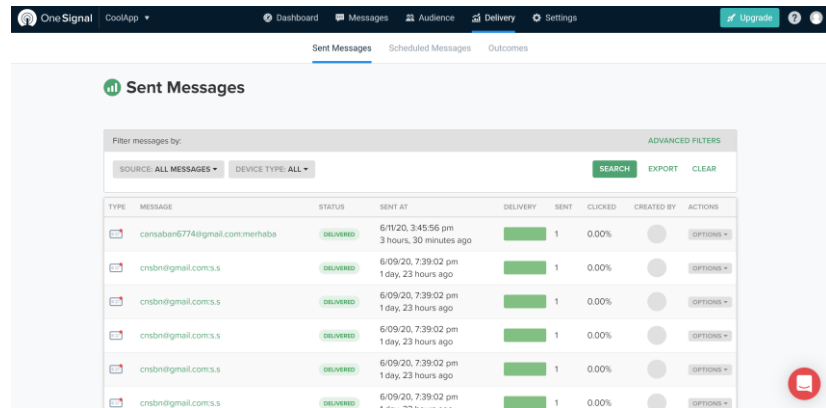 OneSignal CoolApp Dashboard Messages Audience Delivery Settings Upgrade ?
Sent Messages Scheduled Messages Outcomes
Sent Messages
Filter messages by: ADVANCED FILTERS
SOURCE: ALL MESSAGES DEVICE TYPE: ALL SEARCH EXPORT CLEAR
TYPE MESSAGE STATUS SENT AT DELIVERY SENT CLICKED CREATED BY ACTIONS
cansaban6774@gmail.com:merhaba DELIVERED 6/11/20, 3:45:56 pm 1 0.00% OPTIONS
3 hours, 30 minutes ago
cnsbn@gmail.com:s.s DELIVERED 6/09/20, 7:39:02 pm 1 0.00% OPTIONS
1 day, 23 hours ago
cnsbn@gmail.com:s.s DELIVERED 6/09/20, 7:39:02 pm 1 0.00% OPTIONS
1 day, 23 hours ago
cnsbn@gmail.com:s.s DELIVERED 6/09/20, 7:39:02 pm 1 0.00% OPTIONS
1 day, 23 hours ago
cnsbn@gmail.com:s.s DELIVERED 6/09/20, 7:39:02 pm 1 0.00% OPTIONS
1 day, 23 hours ago
cnsbn@gmail.com:s.s DELIVERED 6/09/20, 7:39:02 pm 1 0.00% OPTIONS